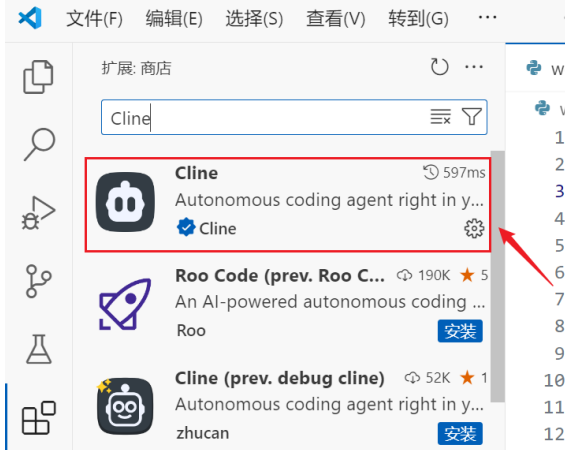 文件(F) 编辑(E) 选择(S) 查看(V) 转到(G) ···
扩展: 商店
Cline
Cline 597ms
Autonomous coding agent right in y...
Cline
Roo Code (prev. Roo C... 190K ★ 5
An AI-powered autonomous coding ...
Roo 安装
Cline (prev. debug cline) 52K ★ 1
Autonomous coding agent right in y...
zhucan 安装
w
1
2
3
4
5
6
7
8
9
10
11
12